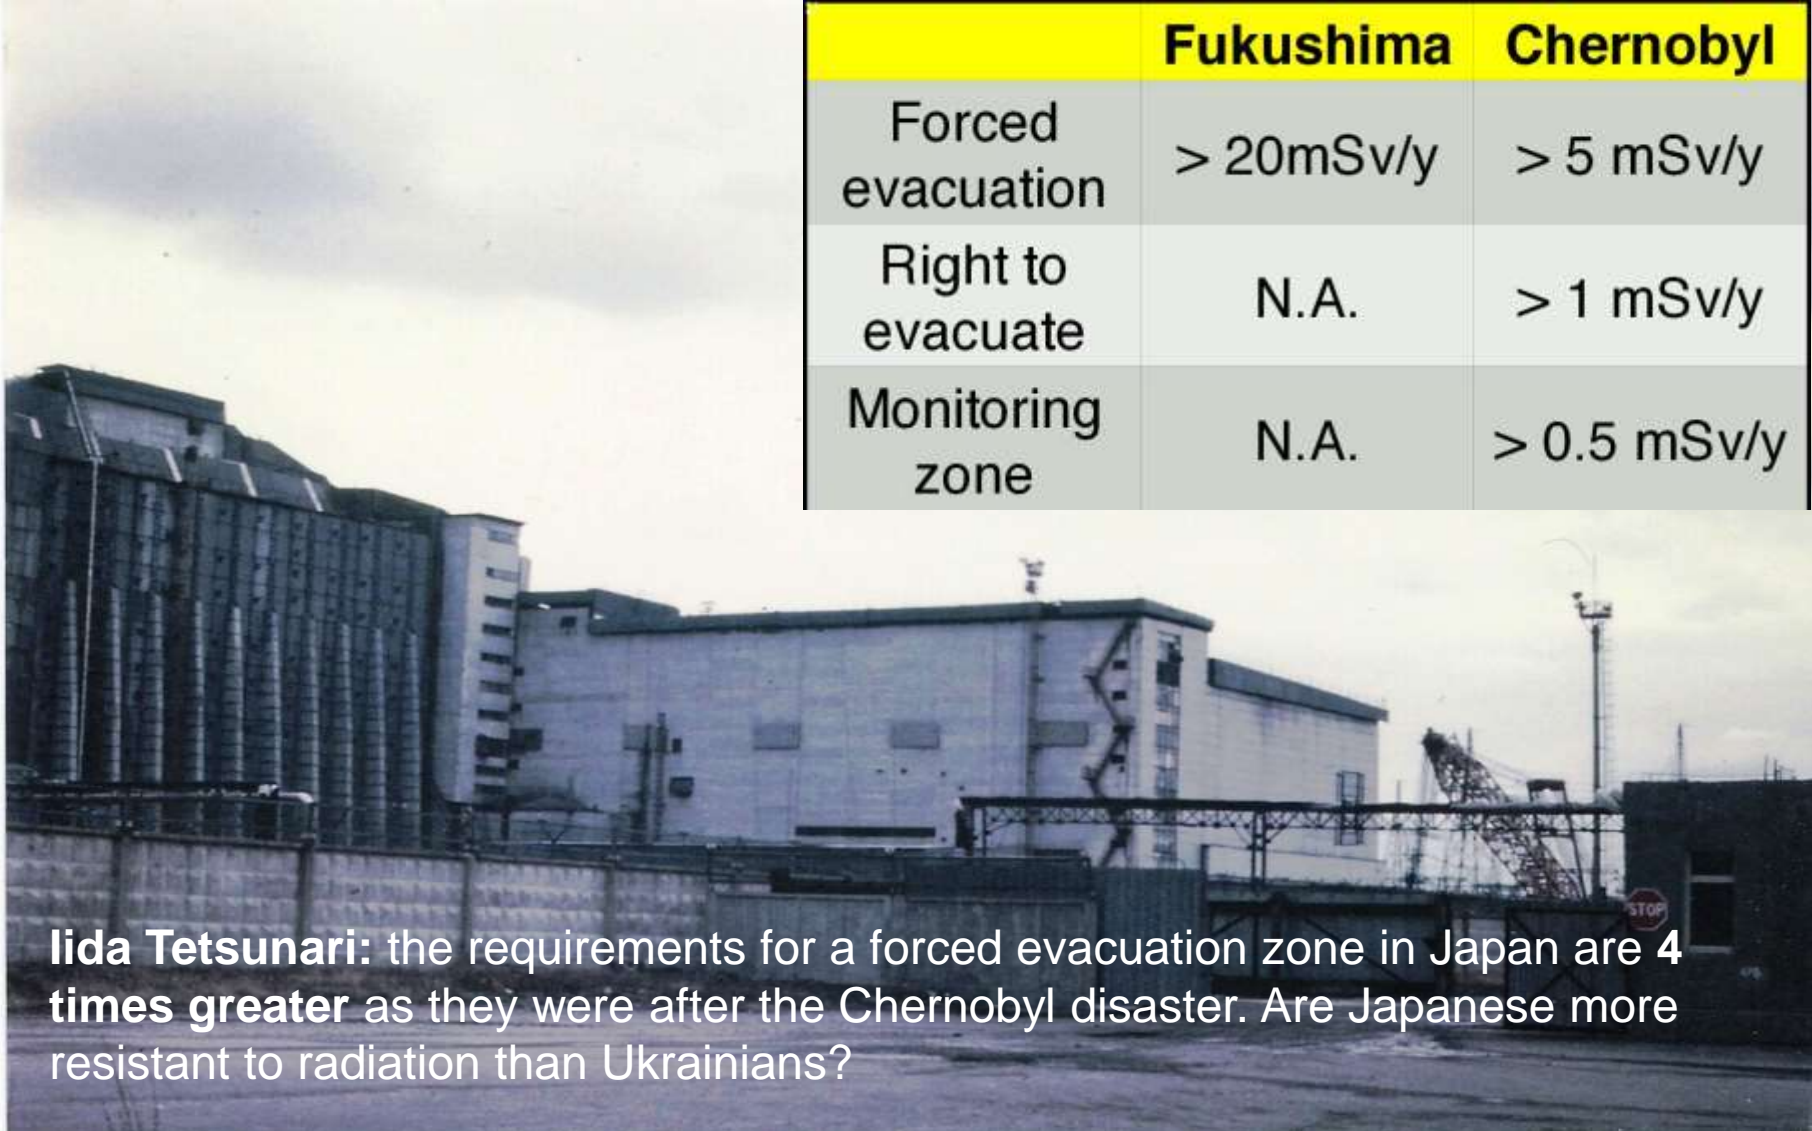 Fukushima Chernobyl
Forced evacuation > 20mSv/y > 5 mSv/y
Right to evacuate N.A. > 1 mSv/y
Monitoring zone N.A. > 0.5 mSv/y
STOP
Iida Tetsunari: the requirements for a forced evacuation zone in Japan are 4
times greater as they were after the Chernobyl disaster. Are Japanese more
resistant to radiation than Ukrainians?